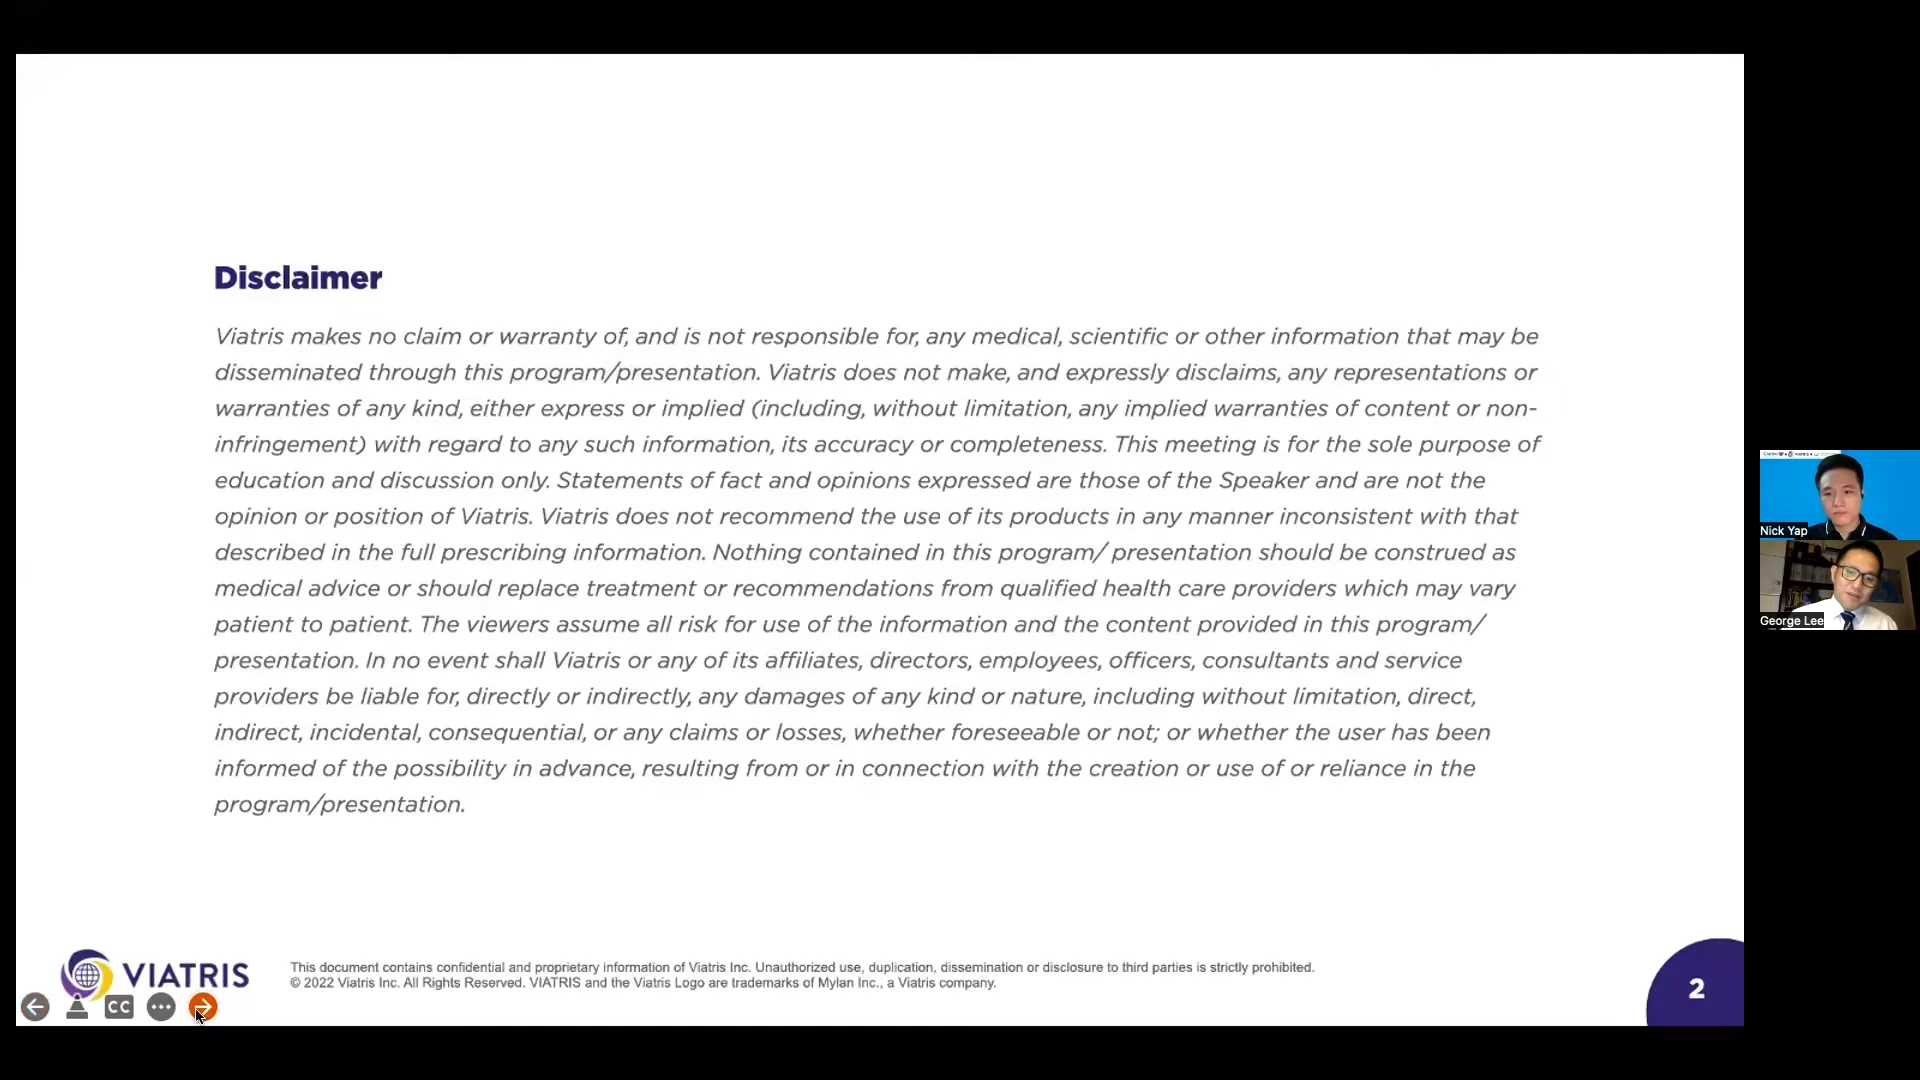 Disclaimer
Viatris makes no claim or warranty of, and is not responsible for, any medical, scientific or other information that may be
disseminated through this program/presentation. Viatris does not make, and expressly disclaims, any representations or
warranties of any kind, either express or implied (including, without limitation, any implied warranties of content or non-
infringement) with regard to any such information, its accuracy or completeness. This meeting is for the sole purpose of
education and discussion only. Statements of fact and opinions expressed are those of the Speaker and are not the
opinion or position of Viatris. Viatris does not recommend the use of its products in any manner inconsistent with that
described in the full prescribing information. Nothing contained in this program/ presentation should be construed as
medical advice or should replace treatment or recommendations from qualified health care providers which may vary
patient to patient. The viewers assume all risk for use of the information and the content provided in this program/
presentation. In no event shall Viatris or any of its affiliates, directors, employees, officers, consultants and service
providers be liable for, directly or indirectly, any damages of any kind or nature, including without limitation, direct,
indirect, incidental, consequential, or any claims or losses, whether foreseeable or not; or whether the user has been
informed of the possibility in advance, resulting from or in connection with the creation or use of or reliance in the
program/presentation.
VIATRIS
This document contains confidential and proprietary information of Viatris Inc. Unauthorized use, duplication, dissemination or disclosure to third parties is strictly prohibited.
© 2022 Viatris Inc. All Rights Reserved. VIATRIS and the Viatris Logo are trademarks of Mylan Inc., a Viatris company.
2
CC
Nick Yap
George Lee